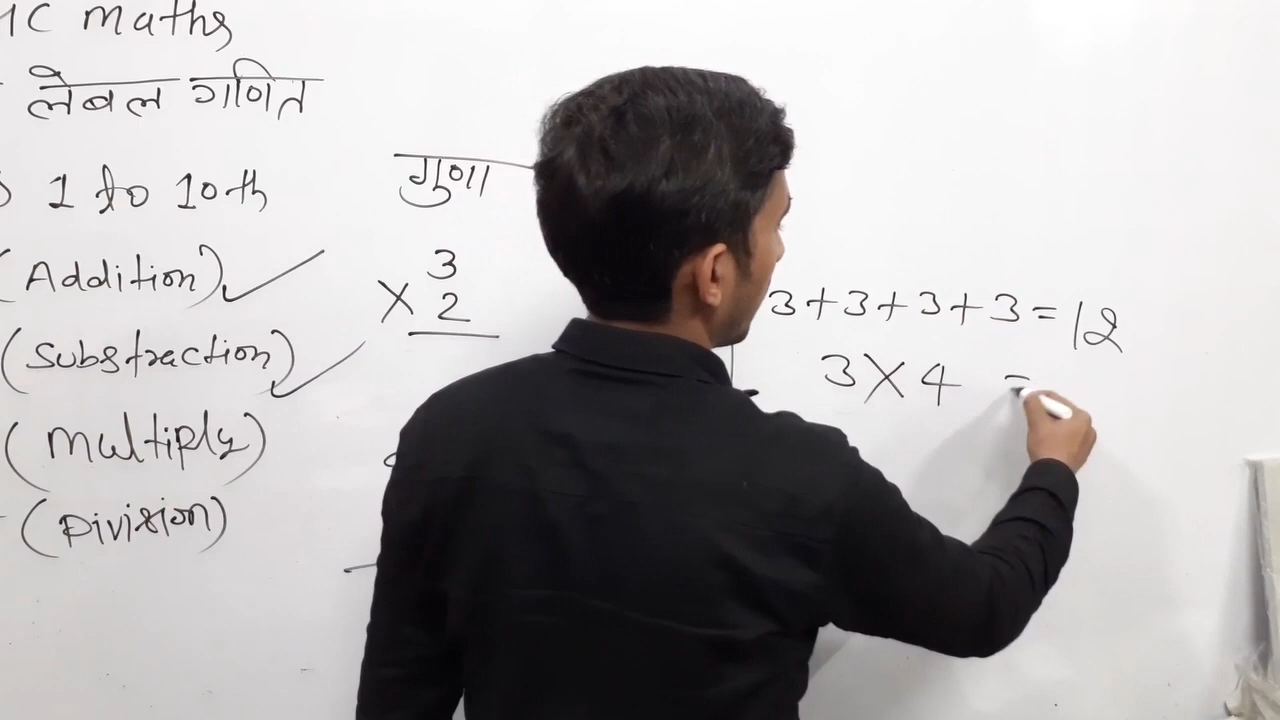 IC maths
लेबल गणित
1 to 10th
(Addition) ✓
(Substraction) ✓
(Multiply)
(Division)
गुणा
3
× 2
3+3+3+3=12
3×4 =